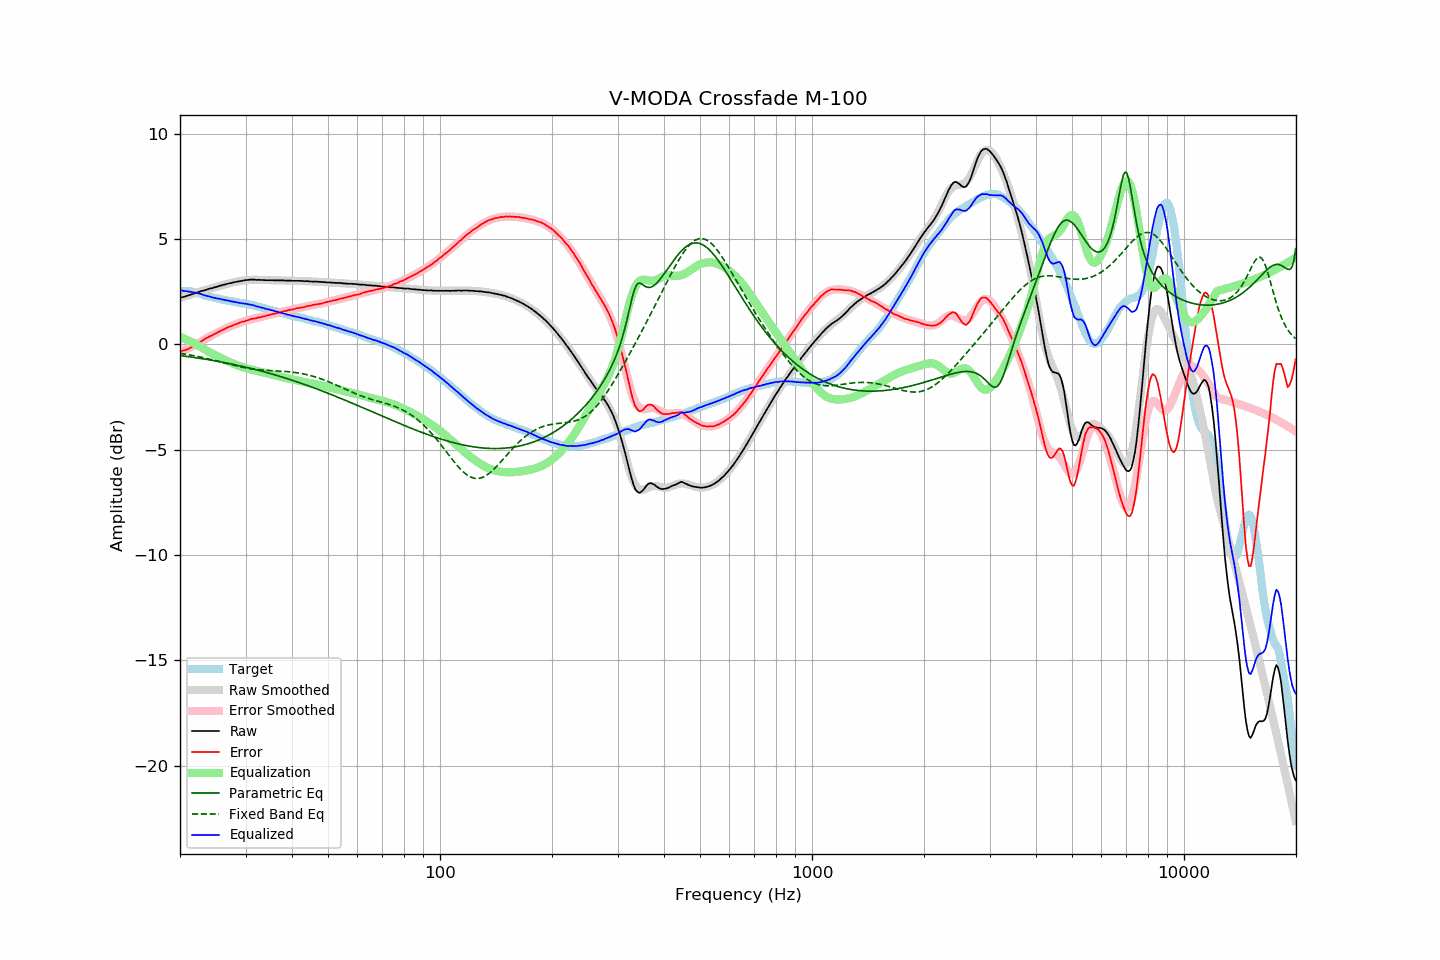 V-MODA Crossfade M-100
10
5
0
−5
−10
−15
−20
Amplitude (dBr)
100
1000
10000
Frequency (Hz)
Target
Raw Smoothed
Error Smoothed
Raw
Error
Equalization
Parametric Eq
Fixed Band Eq
Equalized